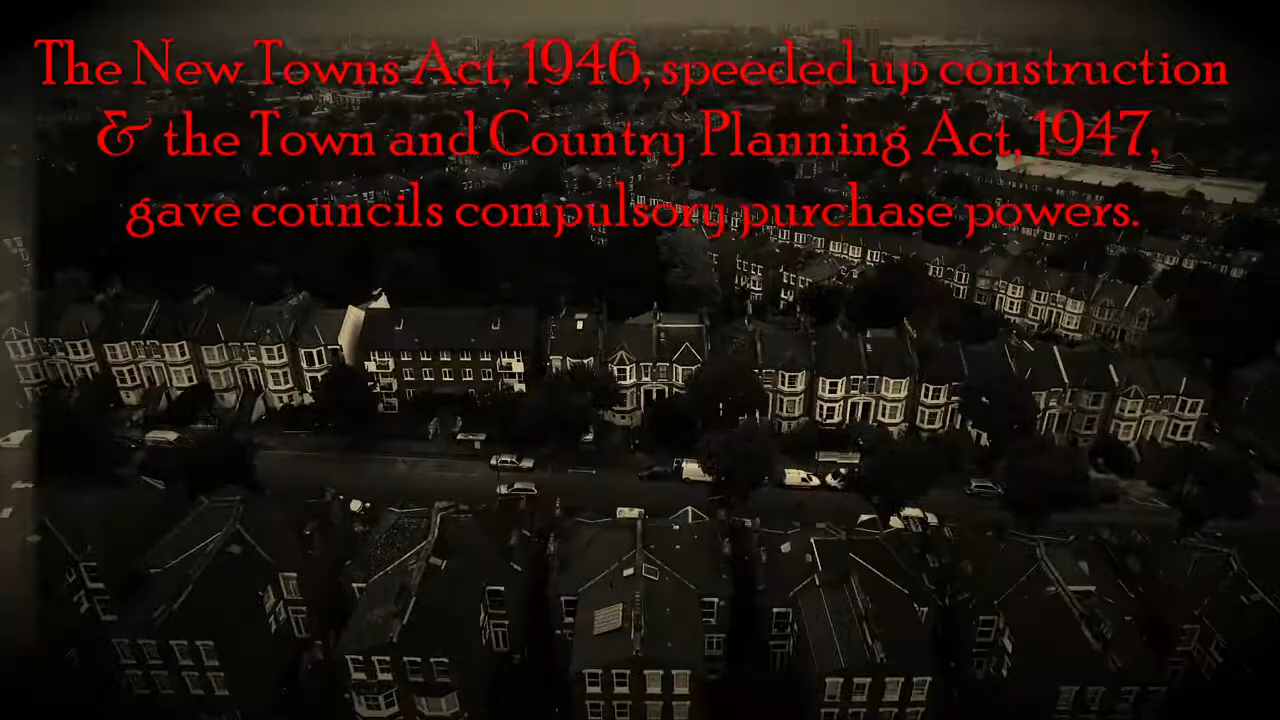 The New Towns Act, 1946, speeded up construction
& the Town and Country Planning Act, 1947,
gave councils compulsory purchase powers.